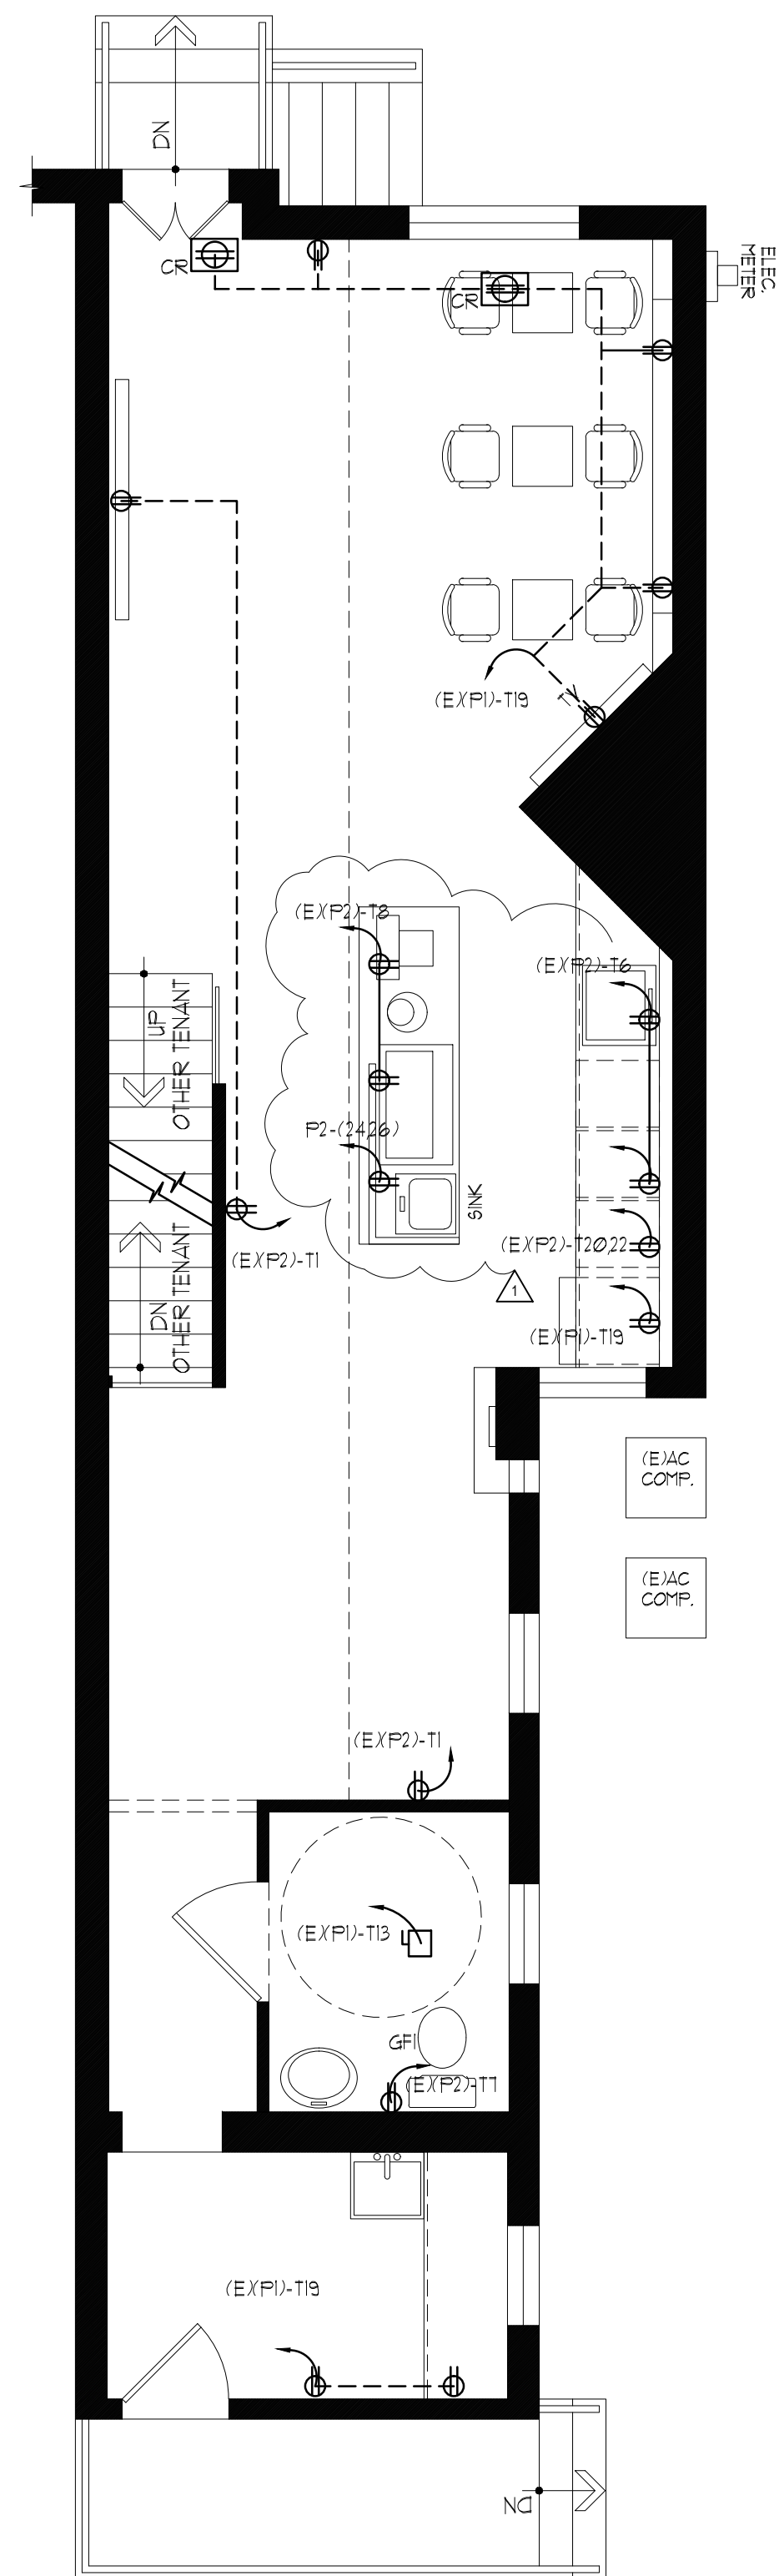 DN
ELEC.
METER
CR
CR
(E)(P1)-T19
TV
(E)(P2)-T8
(E)(P2)-T6
UP
OTHER TENANT
P2-(24,26)
SINK
(E)(P2)-T1
(E)(P2)-T20,22
1
DN
OTHER TENANT
(E)(P1)-T19
(E)AC
COMP.
(E)AC
COMP.
(E)(P2)-T1
(E)(P1)-T13
GFI
(E)(P2)-T1
(E)(P1)-T19
DN